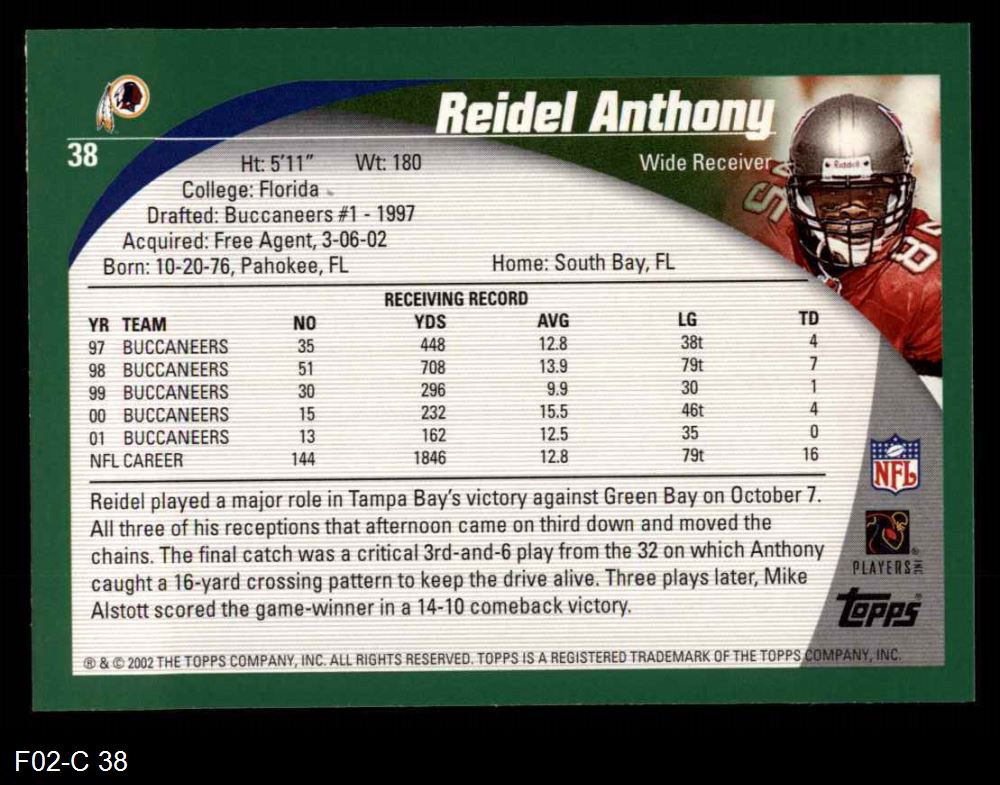 Reidel Anthony
38
Wide Receiver
Riddell
Ht: 5'11" Wt: 180
College: Florida
Drafted: Buccaneers #1 - 1997
Acquired: Free Agent, 3-06-02
Born: 10-20-76, Pahokee, FL Home: South Bay, FL
85
RECEIVING RECORD
YR TEAM NO YDS AVG LG TD
97 BUCCANEERS 35 448 12.8 38t 4
98 BUCCANEERS 51 708 13.9 79t 7
99 BUCCANEERS 30 296 9.9 30 1
00 BUCCANEERS 15 232 15.5 46t 4
01 BUCCANEERS 13 162 12.5 35 0
NFL CAREER 144 1846 12.8 79t 16
Reidel played a major role in Tampa Bay's victory against Green Bay on October 7.
All three of his receptions that afternoon came on third down and moved the
chains. The final catch was a critical 3rd-and-6 play from the 32 on which Anthony
caught a 16-yard crossing pattern to keep the drive alive. Three plays later, Mike
Alstott scored the game-winner in a 14-10 comeback victory.
NFL
PLAYERS INC
Topps®
® & © 2002 THE TOPPS COMPANY, INC. ALL RIGHTS RESERVED. TOPPS IS A REGISTERED TRADEMARK OF THE TOPPS COMPANY, INC.
F02-C 38